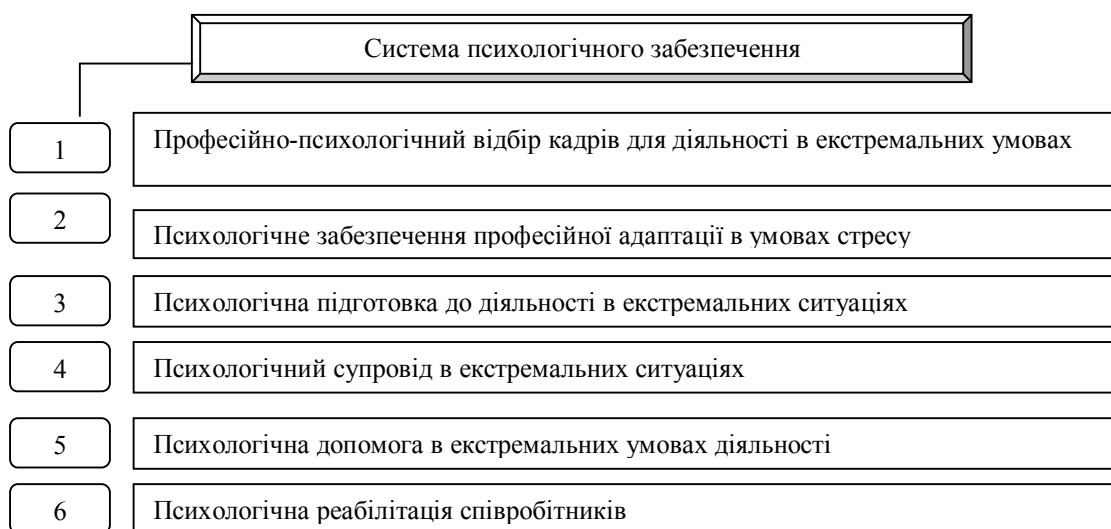 Система психологічного забезпечення
1
Професійно-психологічний відбір кадрів для діяльності в екстремальних умовах
2
Психологічне забезпечення професійної адаптації в умовах стресу
3
Психологічна підготовка до діяльності в екстремальних ситуаціях
4
Психологічний супровід в екстремальних ситуаціях
5
Психологічна допомога в екстремальних умовах діяльності
6
Психологічна реабілітація співробітників